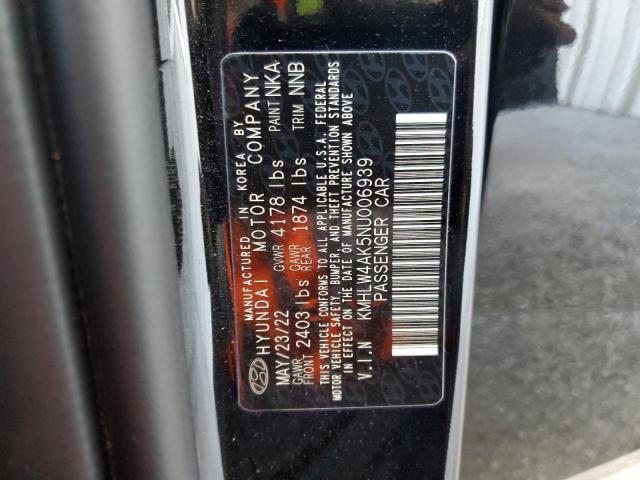 MANUFACTURED IN KOREA BY
HYUNDAI MOTOR COMPANY
MAY/23/22 GVWR 4178 lbs PAINT NKA
GAWR FRONT 2403 lbs GAWR REAR 1874 lbs TRIM NNB
THIS VEHICLE CONFORMS TO ALL APPLICABLE U.S.A. FEDERAL
MOTOR VEHICLE SAFETY, BUMPER, AND THEFT PREVENTION STANDARDS
IN EFFECT ON THE DATE OF MANUFACTURE SHOWN ABOVE
V.I.N KMHLW4AK5NU006939
PASSENGER CAR